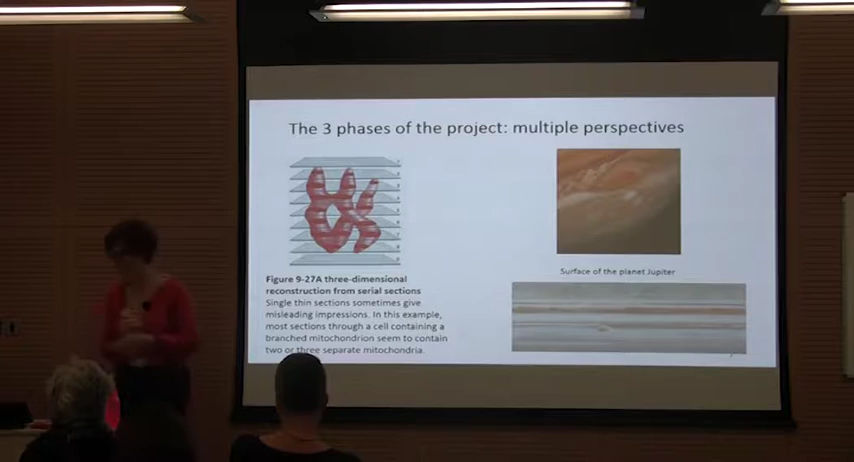 The 3 phases of the project: multiple perspectives
Figure 9-27A three-dimensional
reconstruction from serial sections
Single thin sections sometimes give
misleading impressions. In this example,
most sections through a cell containing a
branched mitochondrion seem to contain
two or three separate mitochondria.
Surface of the planet Jupiter